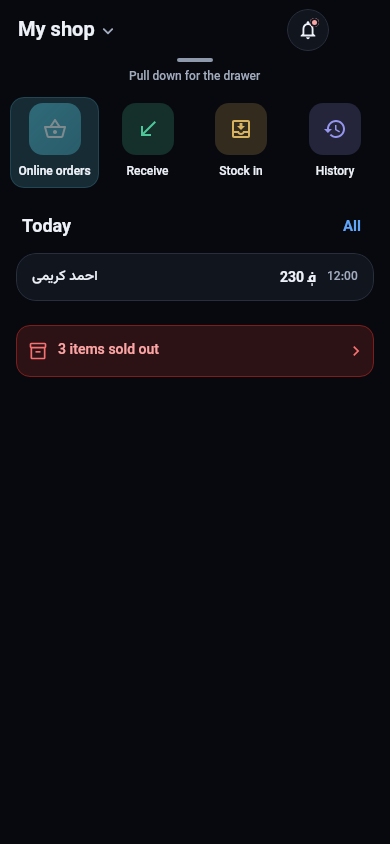 My shop
Pull down for the drawer
Online orders
Receive
Stock in
History
Today
All
احمد کریمی
230 ؋
12:00
3 items sold out